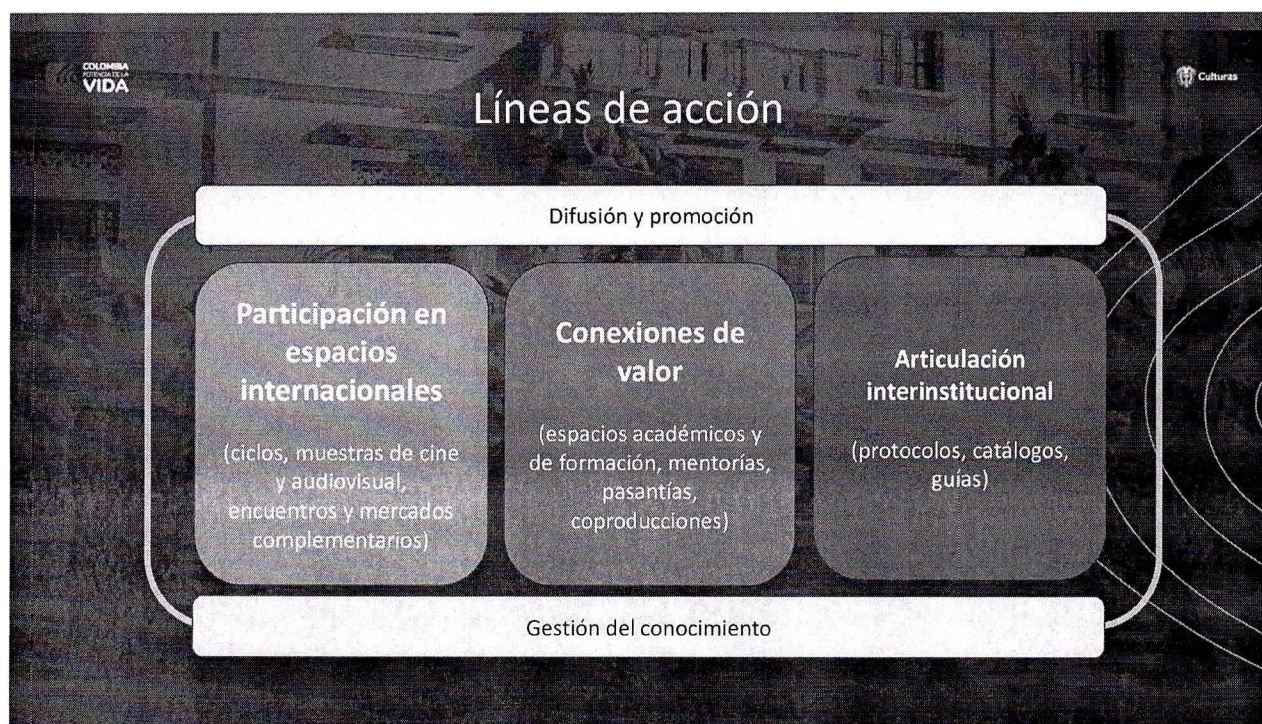 COLOMBIA
POTENCIA DE LA
VIDA
Culturas
Líneas de acción
Difusión y promoción
Participación en
espacios
internacionales
(ciclos, muestras de cine
y audiovisual,
encuentros y mercados
complementarios)
Conexiones de
valor
(espacios académicos y
de formación, mentorías,
pasantías,
coproducciones)
Articulación
interinstitucional
(protocolos, catálogos,
guías)
Gestión del conocimiento